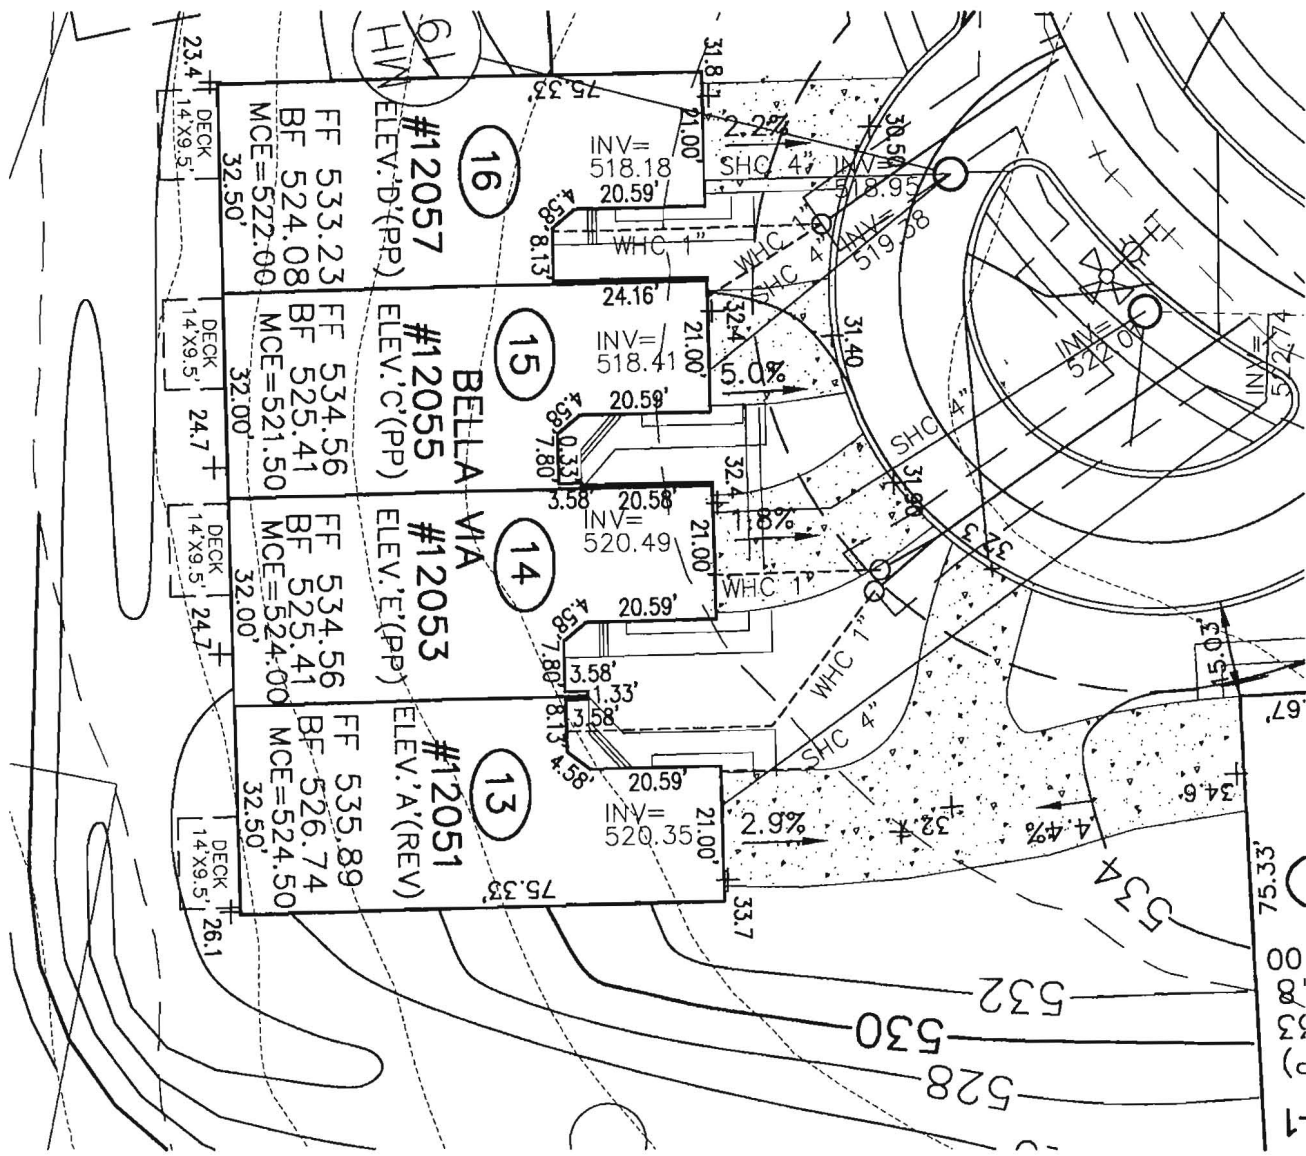 16
HW
23.4
31.8
75.33'
DECK
14'X9.5'
MCE=522.00
BF 524.08
FF 533.23
ELEV.'D'(PP)
#12057
16
32.50'
INV=
518.18
21.00'
20.59'
4.58'
8.13'
2.2%
SHC 4"
WHC 1"
WHC 1"
SHC 4"
INV=
518.95
30.50
INV=
519.38
DECK
14'X9.5'
24.7
32.00'
MCE=521.50
BF 525.41
FF 534.56
ELEV.'C'(PP)
#12055
15
24.16'
INV=
518.41
21.00'
32.4
20.59'
4.58'
0.33'
7.80'
5.0%
31.40
INV=
SHC 4"
31.90
BELLA VIA
DECK
14'X9.5'
24.7
32.00'
MCE=524.00
BF 525.41
FF 534.56
ELEV.'E'(PP)
#12053
14
3.58'
20.58'
INV=
520.49
21.00'
32.4
20.59'
4.58'
7.80'
3.58'
1.33'
1.8%
WHC 1"
WHC 1"
SHC 4"
32.3
15.03'
DECK
14'X9.5'
26.1
32.50'
MCE=524.50
BF 526.74
FF 535.89
ELEV.'A'(REV)
#12051
13
8.13'
3.58'
4.58'
20.59'
INV=
520.35
21.00'
33.7
75.33'
2.6%
4.4%
34.6
.67'
75.33'
534
532
530
528